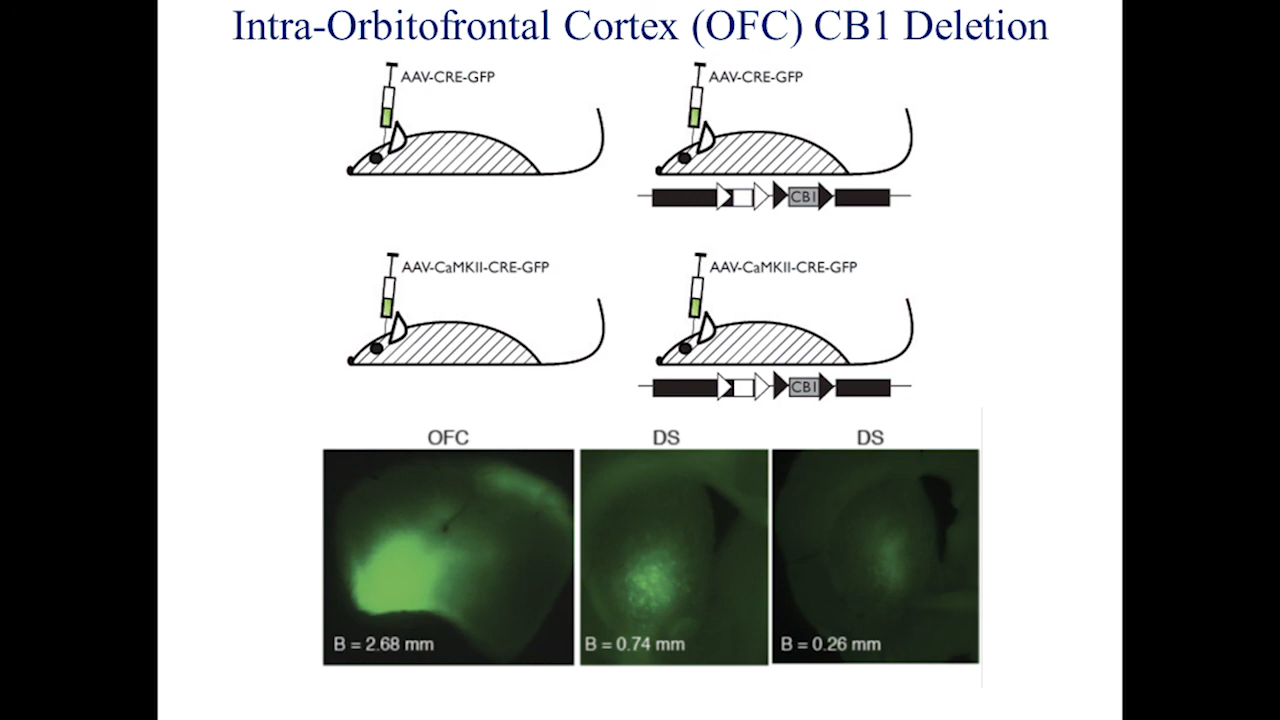 Intra-Orbitofrontal Cortex (OFC) CB1 Deletion
AAV-CRE-GFP
AAV-CRE-GFP
CB1
AAV-CaMKII-CRE-GFP
AAV-CaMKII-CRE-GFP
CB1
OFC
DS
DS
B = 2.68 mm
B = 0.74 mm
B = 0.26 mm